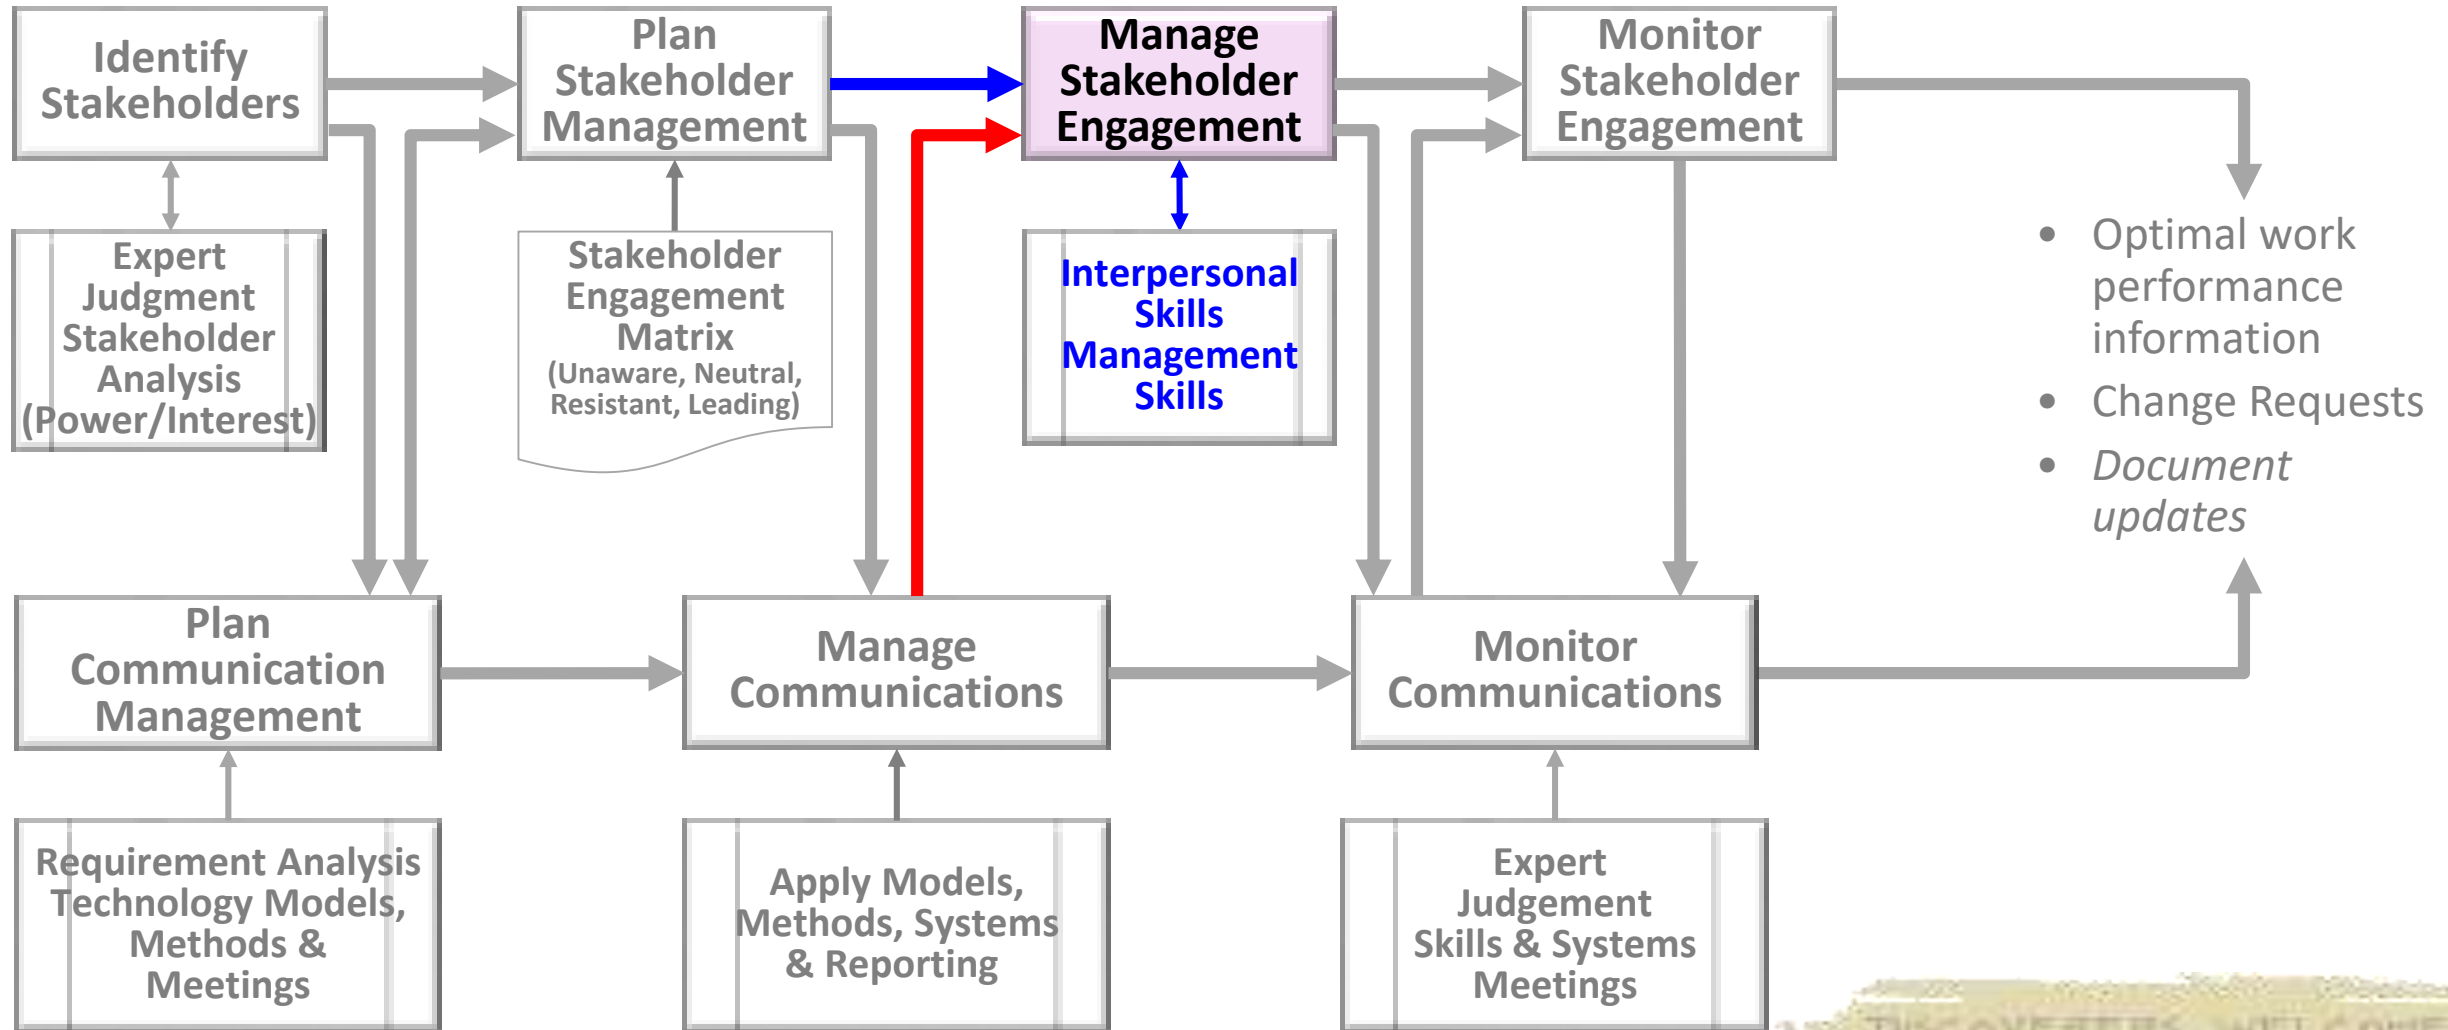 Identify
Stakeholders
Plan
Stakeholder
Management
Manage
Stakeholder
Engagement
Monitor
Stakeholder
Engagement
Expert
Judgment
Stakeholder
Analysis
(Power/Interest)
Stakeholder
Engagement
Matrix
(Unaware, Neutral,
Resistant, Leading)
Interpersonal
Skills
Management
Skills
• Optimal work
performance
information
• Change Requests
• Document
updates
Plan
Communication
Management
Manage
Communications
Monitor
Communications
Requirement Analysis
Technology Models,
Methods &
Meetings
Apply Models,
Methods, Systems
& Reporting
Expert
Judgement
Skills & Systems
Meetings